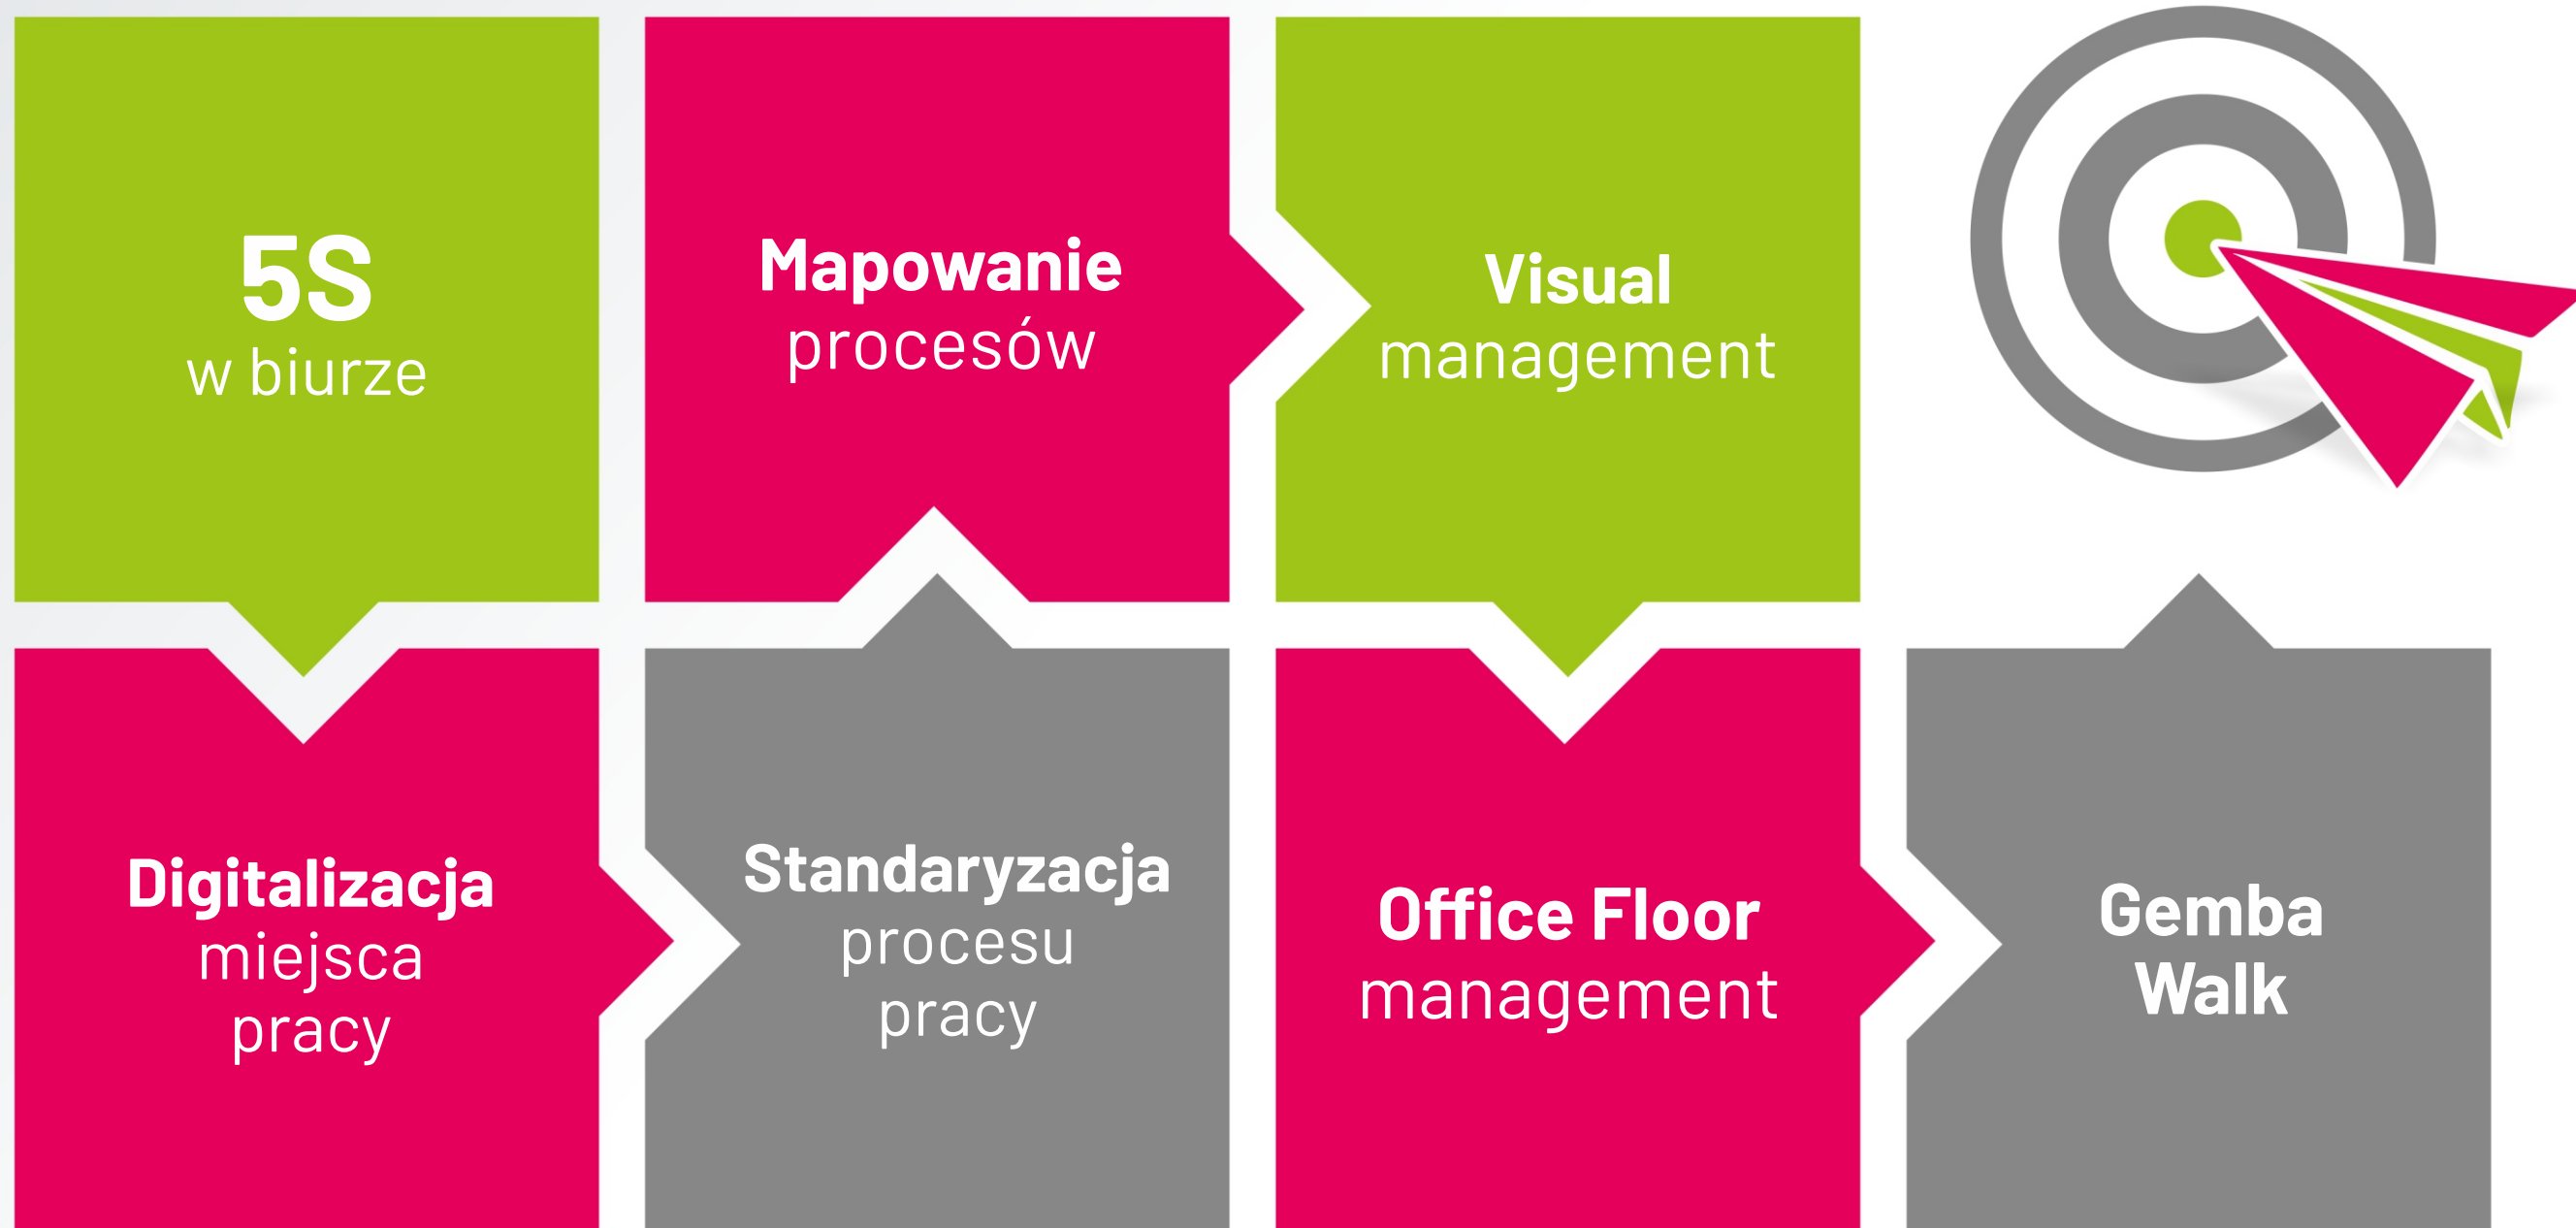 5S
w biurze
Digitalizacja
miejsca
pracy
Standaryzacja
procesu
pracy
Mapowanie
procesów
Visual
management
Office Floor
management
Gemba
Walk